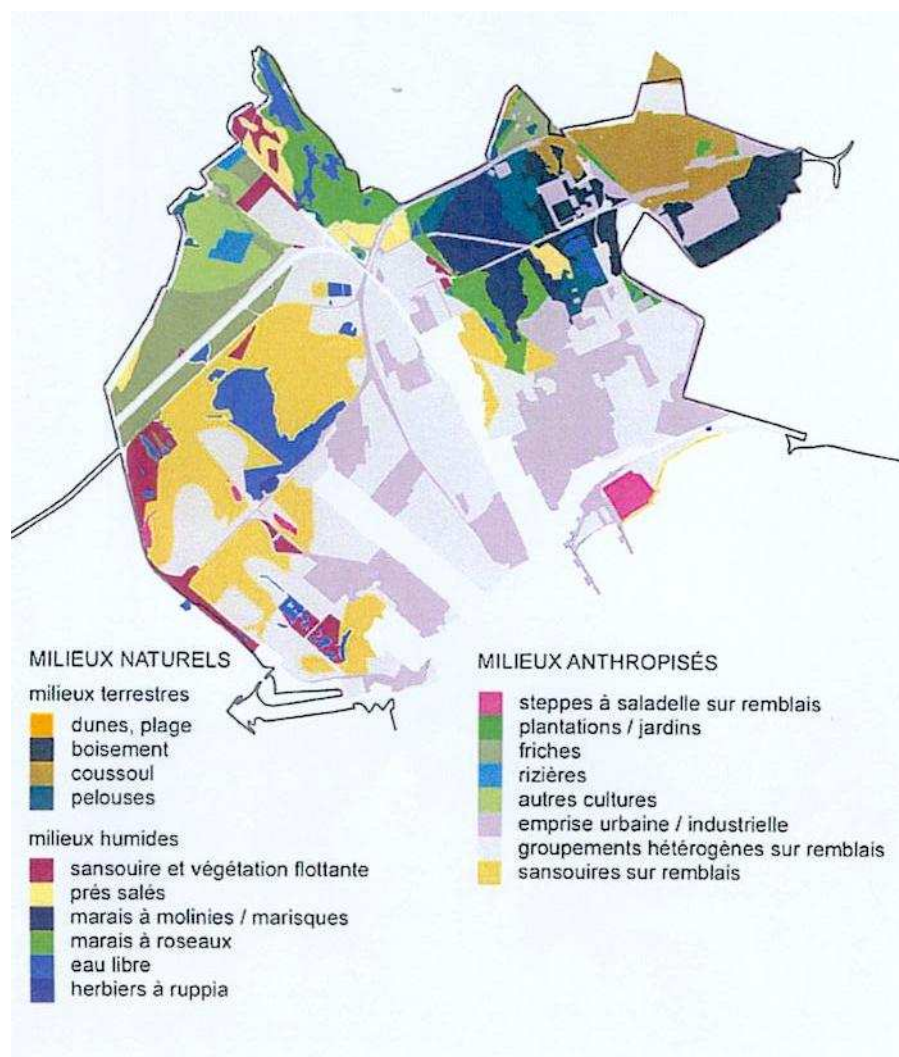 MILIEUX NATURELS
milieux terrestres
dunes, plage
boisement
coussoul
pelouses
milieux humides
sansouire et végétation flottante
près salés
marais à molinies / marisques
marais à roseaux
eau libre
herbiers à ruppia
MILIEUX ANTHROPISÉS
steppes à saladelle sur remblais
plantations / jardins
friches
rizières
autres cultures
emprise urbaine / industrielle
groupements hétérogènes sur remblais
sansouires sur remblais